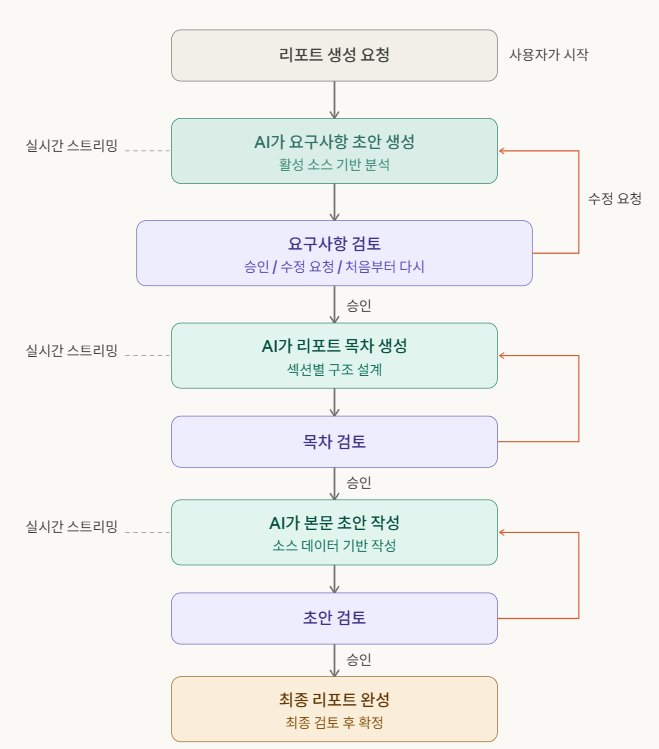 리포트 생성 요청
사용자가 시작
실시간 스트리밍
AI가 요구사항 초안 생성
활성 소스 기반 분석
수정 요청
요구사항 검토
승인 / 수정 요청 / 처음부터 다시
승인
실시간 스트리밍
AI가 리포트 목차 생성
섹션별 구조 설계
목차 검토
승인
실시간 스트리밍
AI가 본문 초안 작성
소스 데이터 기반 작성
초안 검토
승인
최종 리포트 완성
최종 검토 후 확정